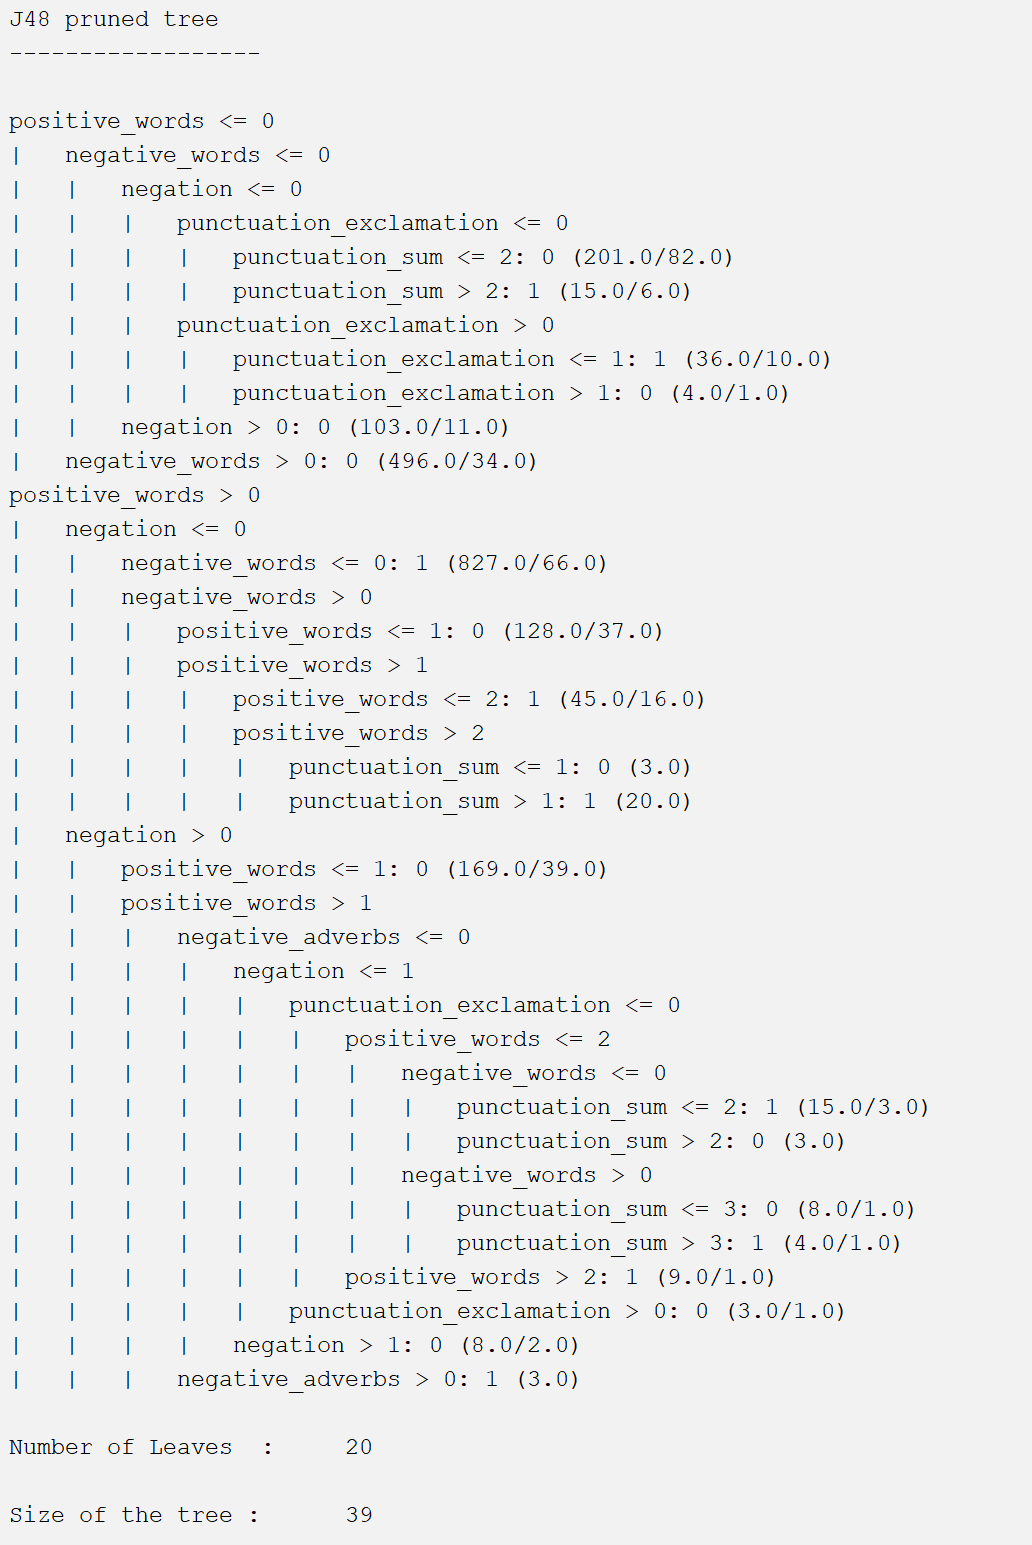 J48 pruned tree
------------------
positive_words <= 0
|   negative_words <= 0
|   |   negation <= 0
|   |   |   punctuation_exclamation <= 0
|   |   |   |   punctuation_sum <= 2: 0 (201.0/82.0)
|   |   |   |   punctuation_sum > 2: 1 (15.0/6.0)
|   |   |   punctuation_exclamation > 0
|   |   |   |   punctuation_exclamation <= 1: 1 (36.0/10.0)
|   |   |   |   punctuation_exclamation > 1: 0 (4.0/1.0)
|   |   negation > 0: 0 (103.0/11.0)
|   negative_words > 0: 0 (496.0/34.0)
positive_words > 0
|   negation <= 0
|   |   negative_words <= 0: 1 (827.0/66.0)
|   |   negative_words > 0
|   |   |   positive_words <= 1: 0 (128.0/37.0)
|   |   |   positive_words > 1
|   |   |   |   positive_words <= 2: 1 (45.0/16.0)
|   |   |   |   positive_words > 2
|   |   |   |   |   punctuation_sum <= 1: 0 (3.0)
|   |   |   |   |   punctuation_sum > 1: 1 (20.0)
|   negation > 0
|   |   positive_words <= 1: 0 (169.0/39.0)
|   |   positive_words > 1
|   |   |   negative_adverbs <= 0
|   |   |   |   negation <= 1
|   |   |   |   |   punctuation_exclamation <= 0
|   |   |   |   |   |   positive_words <= 2
|   |   |   |   |   |   |   negative_words <= 0
|   |   |   |   |   |   |   |   punctuation_sum <= 2: 1 (15.0/3.0)
|   |   |   |   |   |   |   |   punctuation_sum > 2: 0 (3.0)
|   |   |   |   |   |   |   negative_words > 0
|   |   |   |   |   |   |   |   punctuation_sum <= 3: 0 (8.0/1.0)
|   |   |   |   |   |   |   |   punctuation_sum > 3: 1 (4.0/1.0)
|   |   |   |   |   |   positive_words > 2: 1 (9.0/1.0)
|   |   |   |   |   punctuation_exclamation > 0: 0 (3.0/1.0)
|   |   |   |   negation > 1: 0 (8.0/2.0)
|   |   |   negative_adverbs > 0: 1 (3.0)
Number of Leaves  :     20
Size of the tree :      39